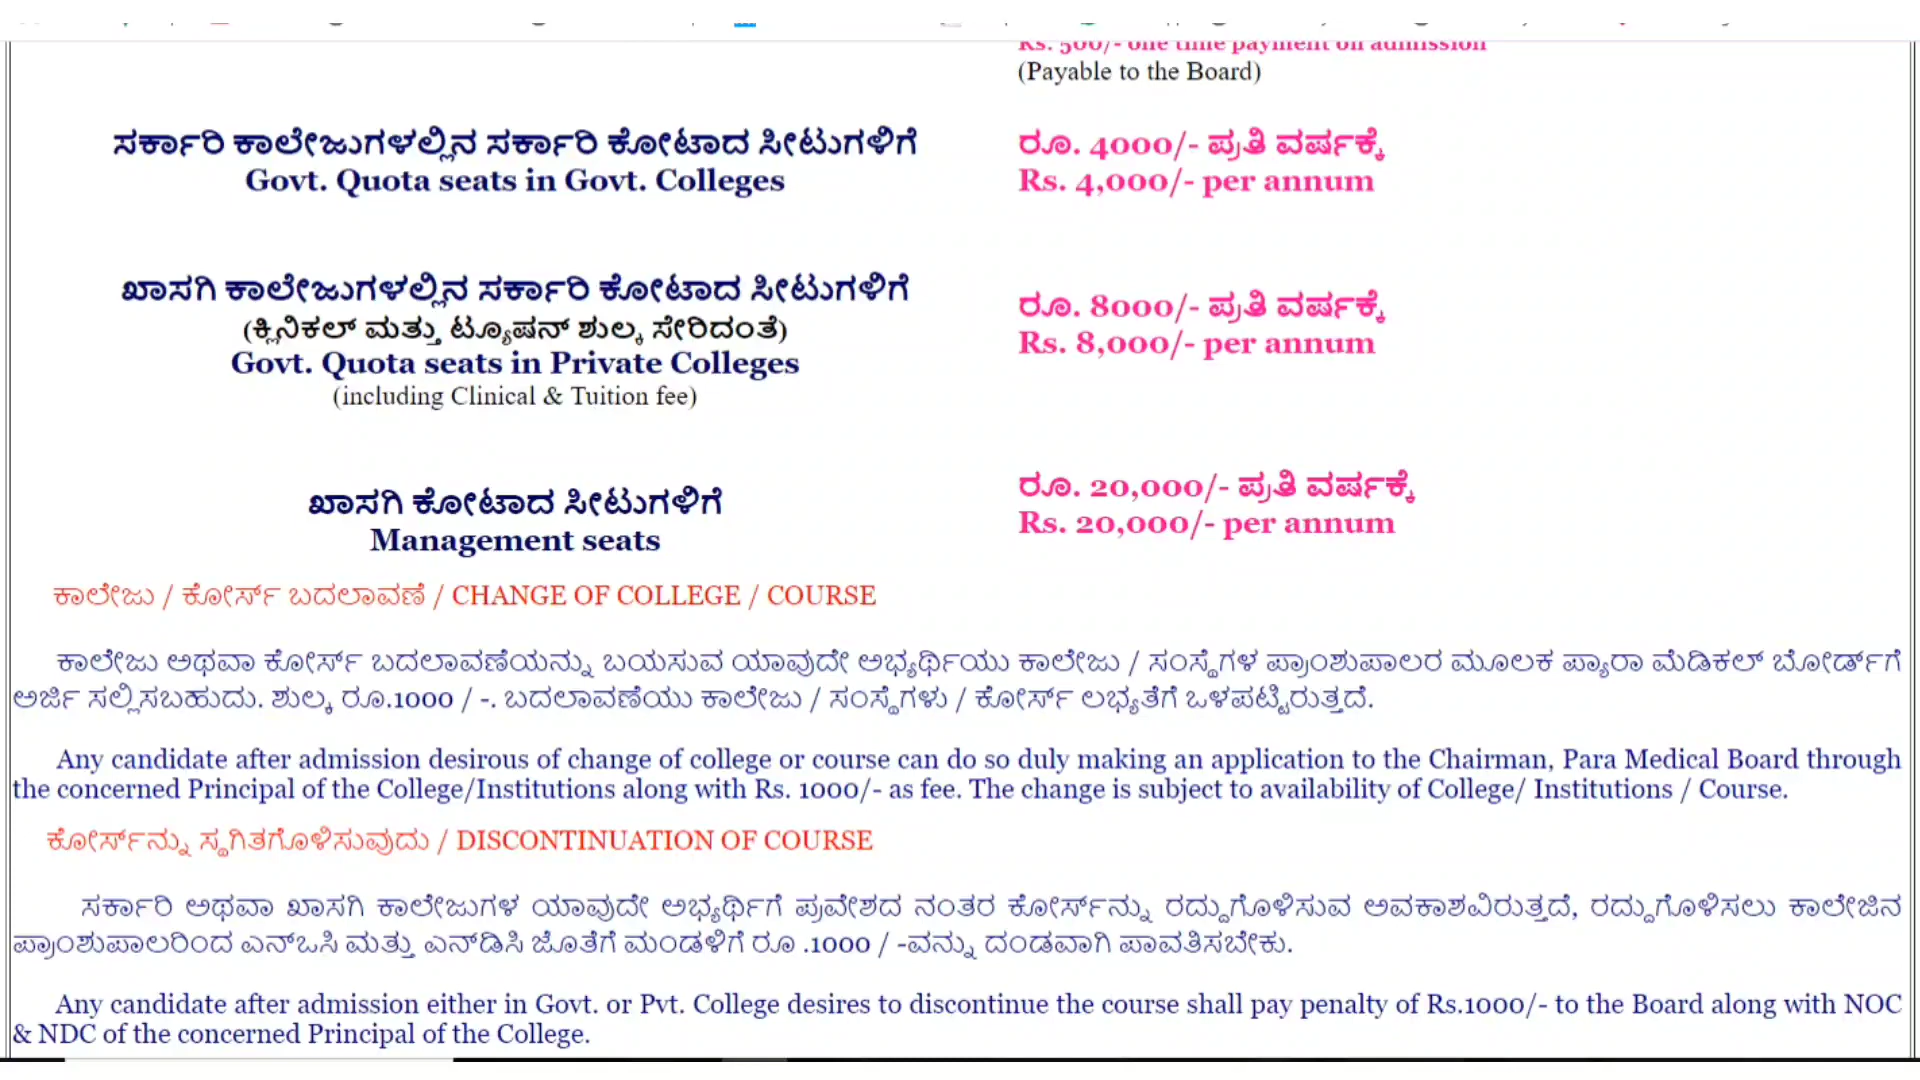 Rs. 500/- one time payment on admission
(Payable to the Board)
ಸರ್ಕಾರಿ ಕಾಲೇಜುಗಳಲ್ಲಿನ ಸರ್ಕಾರಿ ಕೋಟಾದ ಸೀಟುಗಳಿಗೆ
Govt. Quota seats in Govt. Colleges
ರೂ. 4000/- ಪ್ರತಿ ವರ್ಷಕ್ಕೆ
Rs. 4,000/- per annum
ಖಾಸಗಿ ಕಾಲೇಜುಗಳಲ್ಲಿನ ಸರ್ಕಾರಿ ಕೋಟಾದ ಸೀಟುಗಳಿಗೆ
(ಕ್ಲಿನಿಕಲ್ ಮತ್ತು ಟ್ಯೂಷನ್ ಶುಲ್ಕ ಸೇರಿದಂತೆ)
Govt. Quota seats in Private Colleges
(including Clinical & Tuition fee)
ರೂ. 8000/- ಪ್ರತಿ ವರ್ಷಕ್ಕೆ
Rs. 8,000/- per annum
ಖಾಸಗಿ ಕೋಟಾದ ಸೀಟುಗಳಿಗೆ
Management seats
ರೂ. 20,000/- ಪ್ರತಿ ವರ್ಷಕ್ಕೆ
Rs. 20,000/- per annum
ಕಾಲೇಜು / ಕೋರ್ಸ್ ಬದಲಾವಣೆ / CHANGE OF COLLEGE / COURSE
ಕಾಲೇಜು ಅಥವಾ ಕೋರ್ಸ್ ಬದಲಾವಣೆಯನ್ನು ಬಯಸುವ ಯಾವುದೇ ಅಭ್ಯರ್ಥಿಯು ಕಾಲೇಜು / ಸಂಸ್ಥೆಗಳ ಪ್ರಾಂಶುಪಾಲರ ಮೂಲಕ ಪ್ಯಾರಾ ಮೆಡಿಕಲ್ ಬೋರ್ಡ್‌ಗೆ
ಅರ್ಜಿ ಸಲ್ಲಿಸಬಹುದು. ಶುಲ್ಕ ರೂ.1000 / -. ಬದಲಾವಣೆಯು ಕಾಲೇಜು / ಸಂಸ್ಥೆಗಳು / ಕೋರ್ಸ್ ಲಭ್ಯತೆಗೆ ಒಳಪಟ್ಟಿರುತ್ತದೆ.
Any candidate after admission desirous of change of college or course can do so duly making an application to the Chairman, Para Medical Board through
the concerned Principal of the College/Institutions along with Rs. 1000/- as fee. The change is subject to availability of College/ Institutions / Course.
ಕೋರ್ಸ್‌ನ್ನು ಸ್ಥಗಿತಗೊಳಿಸುವುದು / DISCONTINUATION OF COURSE
ಸರ್ಕಾರಿ ಅಥವಾ ಖಾಸಗಿ ಕಾಲೇಜುಗಳ ಯಾವುದೇ ಅಭ್ಯರ್ಥಿಗೆ ಪ್ರವೇಶದ ನಂತರ ಕೋರ್ಸ್‌ನ್ನು ರದ್ದುಗೊಳಿಸುವ ಅವಕಾಶವಿರುತ್ತದೆ, ರದ್ದುಗೊಳಿಸಲು ಕಾಲೇಜಿನ
ಪ್ರಾಂಶುಪಾಲರಿಂದ ಎನ್‌ಒಸಿ ಮತ್ತು ಎನ್‌ಡಿಸಿ ಜೊತೆಗೆ ಮಂಡಳಿಗೆ ರೂ .1000 / -ವನ್ನು ದಂಡವಾಗಿ ಪಾವತಿಸಬೇಕು.
Any candidate after admission either in Govt. or Pvt. College desires to discontinue the course shall pay penalty of Rs.1000/- to the Board along with NOC
& NDC of the concerned Principal of the College.